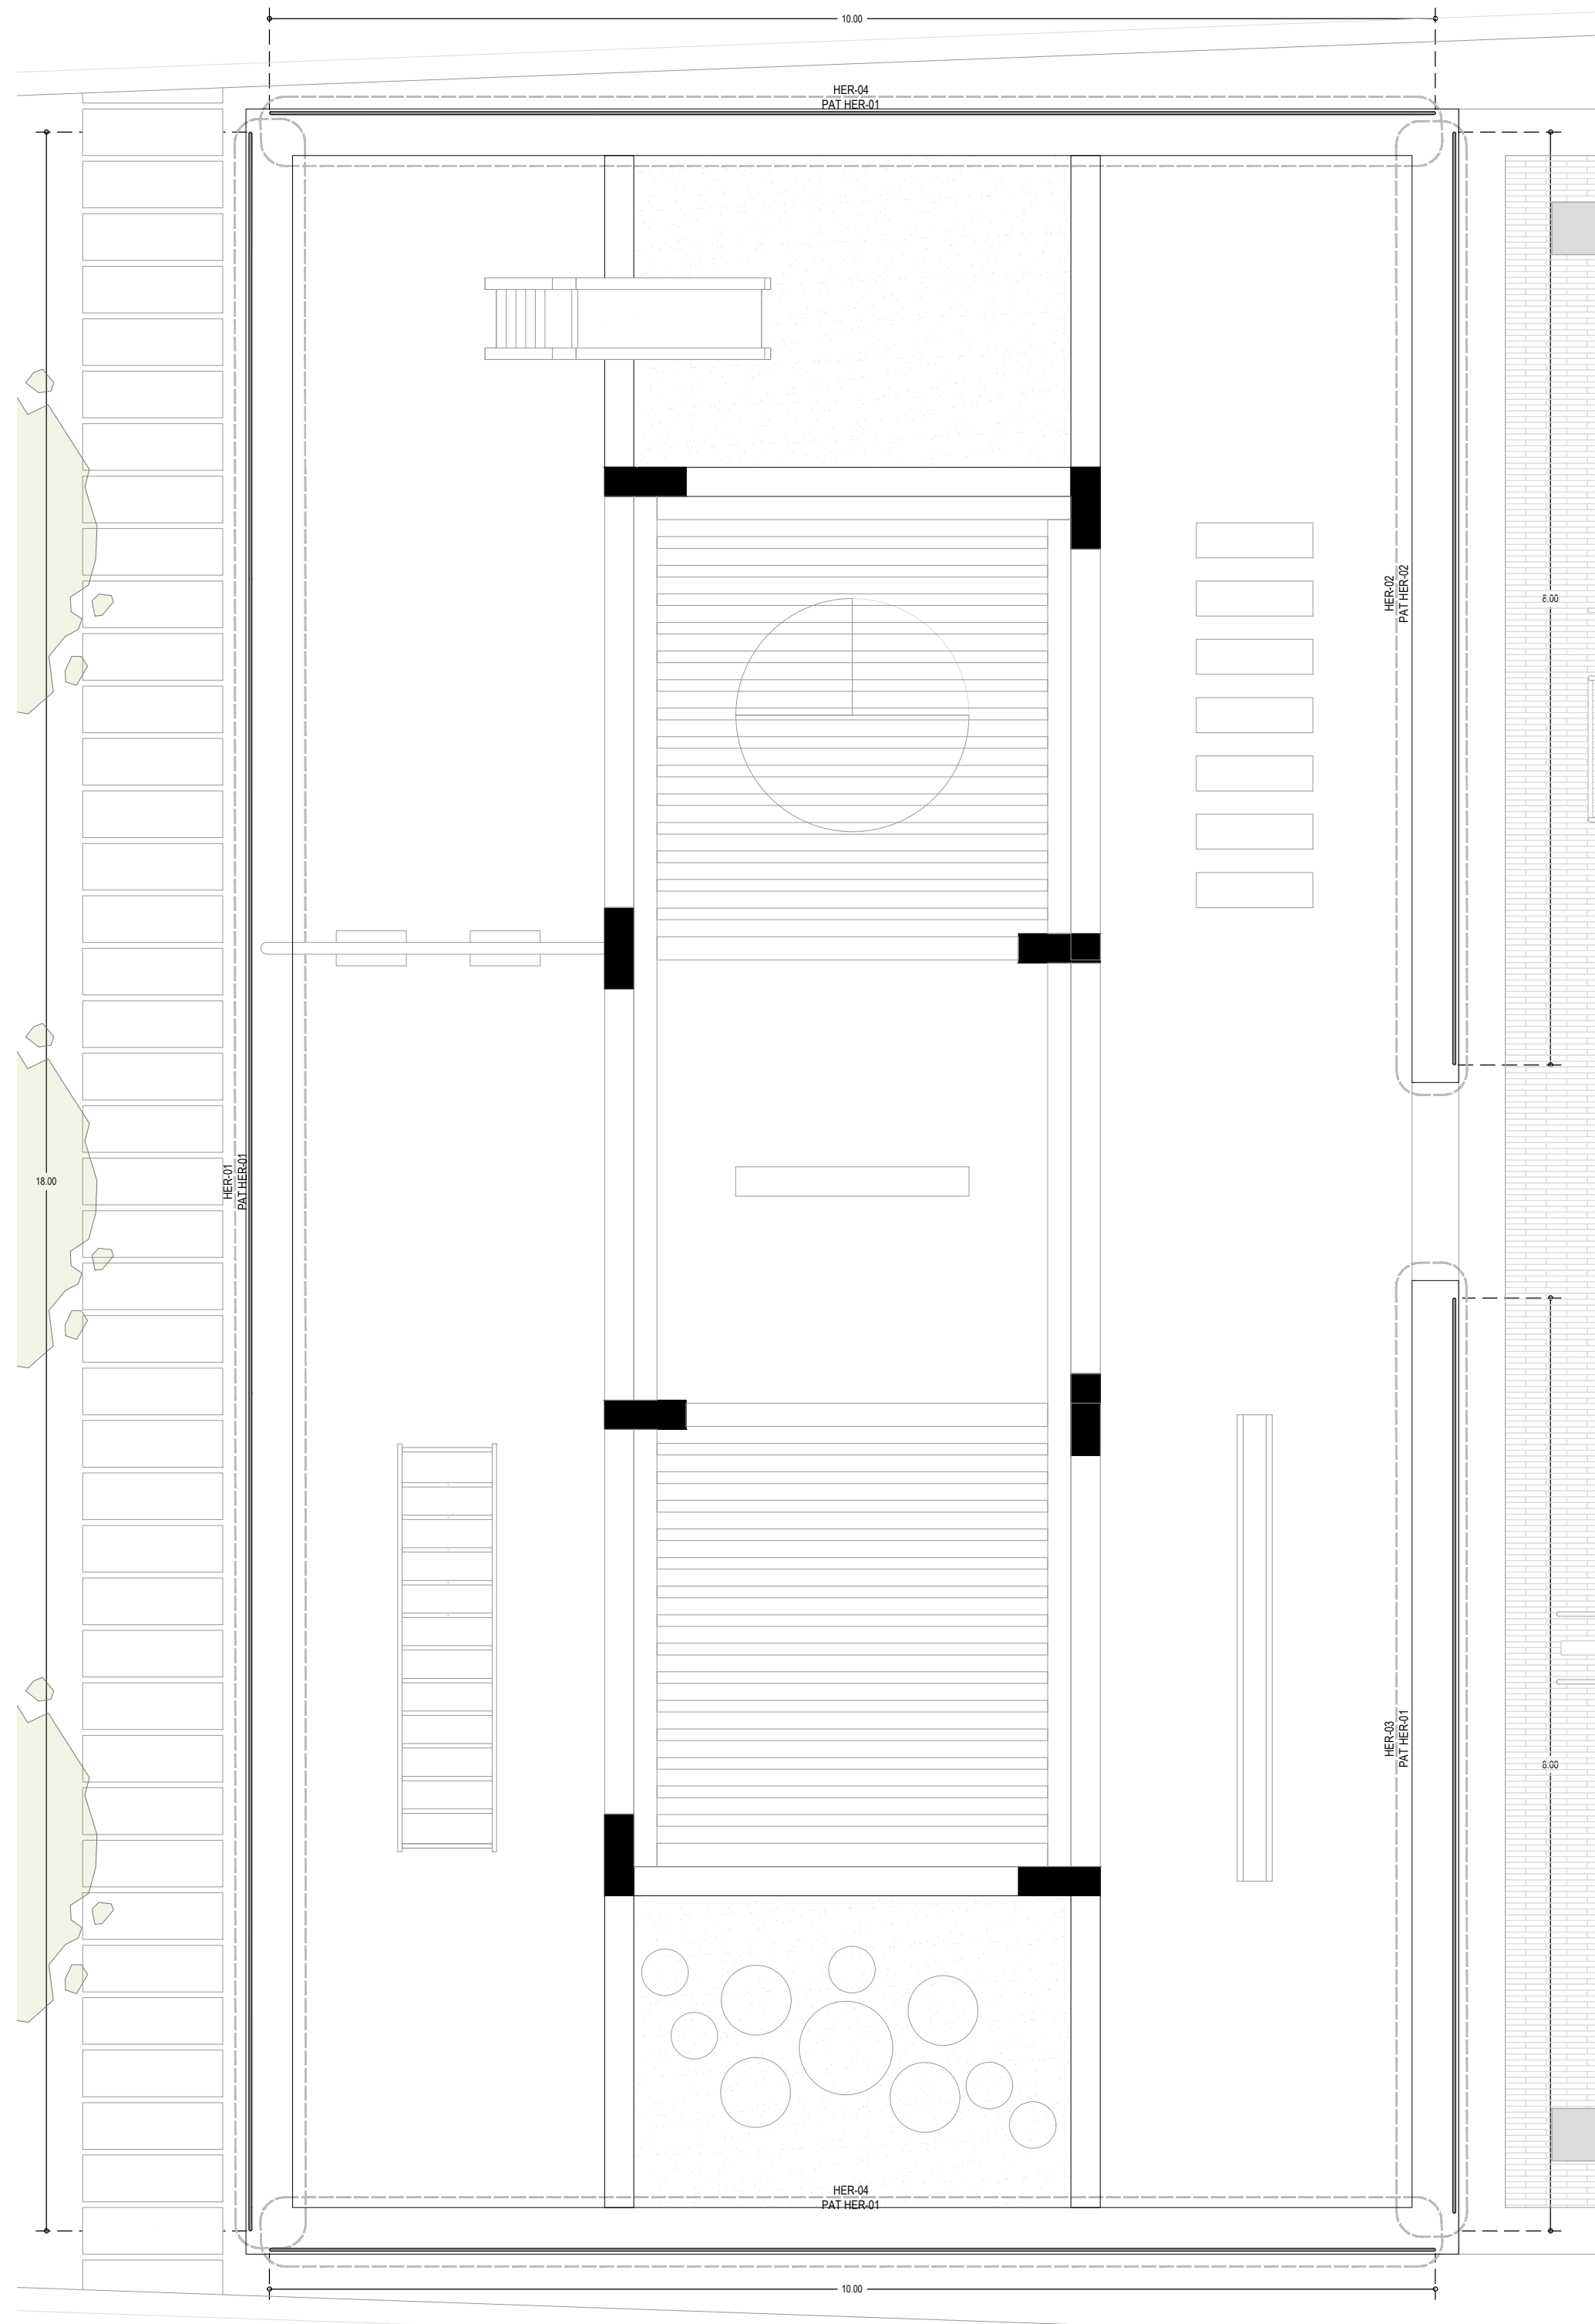 10.00
HER-04
PAT HER-01
HER-02
PAT HER-02
8.00
HER-01
PAT HER-01
18.00
HER-03
PAT HER-01
8.00
HER-04
PAT HER-01
10.00